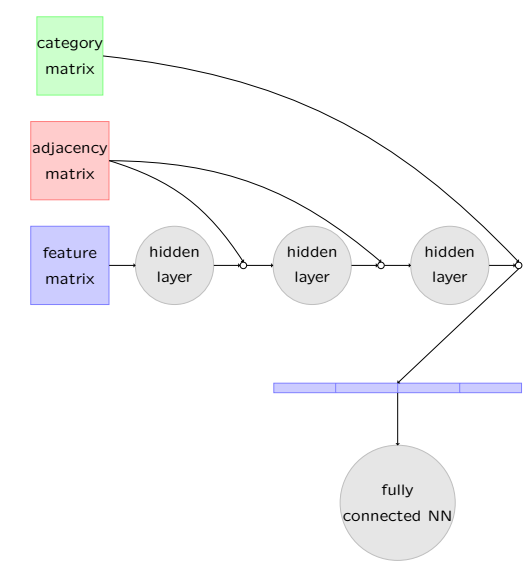 category
matrix
adjacency
matrix
feature
matrix
hidden
layer
hidden
layer
hidden
layer
fully
connected NN